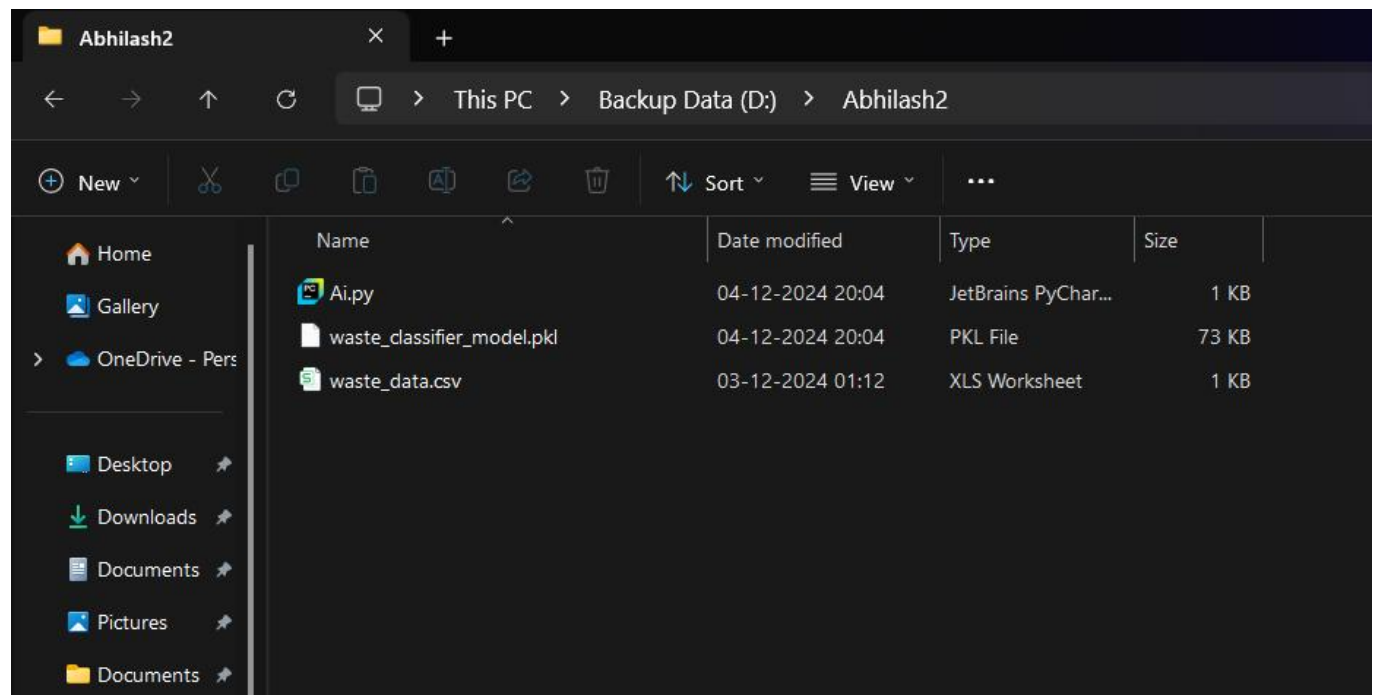 Abhilash2
This PC > Backup Data (D:) > Abhilash2
New Sort View ...
Name Date modified Type Size
Home
Gallery
OneDrive - Pers
Desktop
Downloads
Documents
Pictures
Documents
Ai.py 04-12-2024 20:04 JetBrains PyChar... 1 KB
waste_classifier_model.pkl 04-12-2024 20:04 PKL File 73 KB
waste_data.csv 03-12-2024 01:12 XLS Worksheet 1 KB